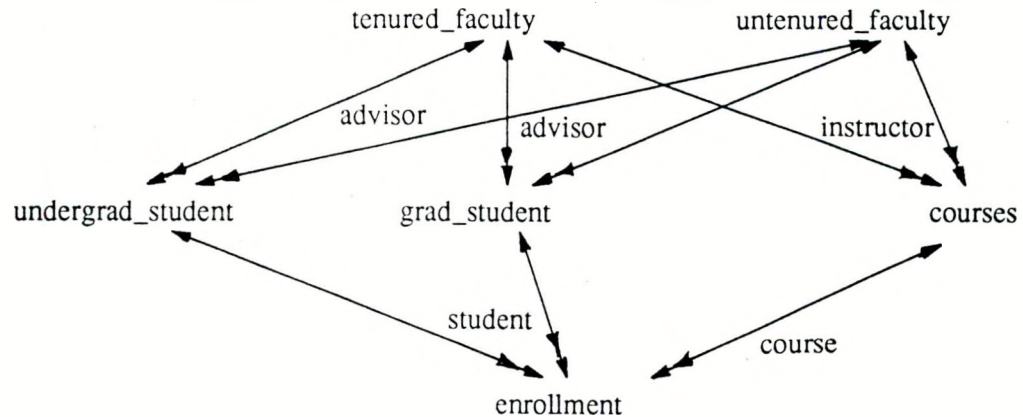 tenured_faculty untenured_faculty
advisor advisor instructor
undergrad_student grad_student courses
student
course
enrollment